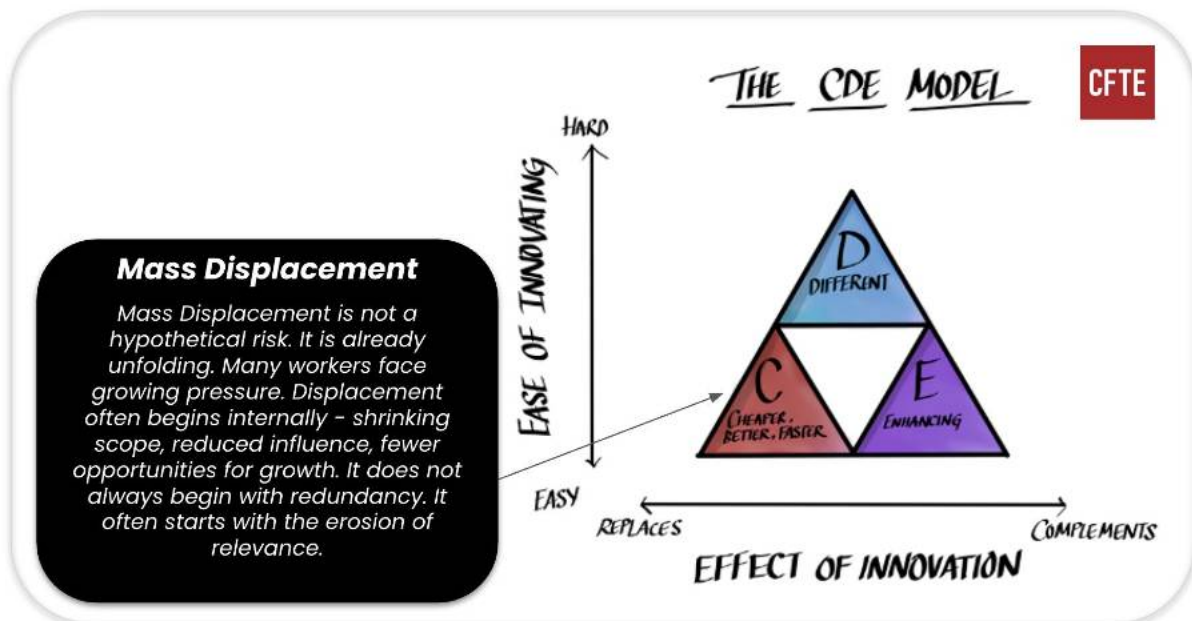 THE CDE MODEL
CFTE
HARD
EASE OF INNOVATING
EASY
D
DIFFERENT
C
CHEAPER,
BETTER, FASTER
E
ENHANCING
REPLACES
COMPLEMENTS
EFFECT OF INNOVATION
Mass Displacement
Mass Displacement is not a
hypothetical risk. It is already
unfolding. Many workers face
growing pressure. Displacement
often begins internally - shrinking
scope, reduced influence, fewer
opportunities for growth. It does not
always begin with redundancy. It
often starts with the erosion of
relevance.